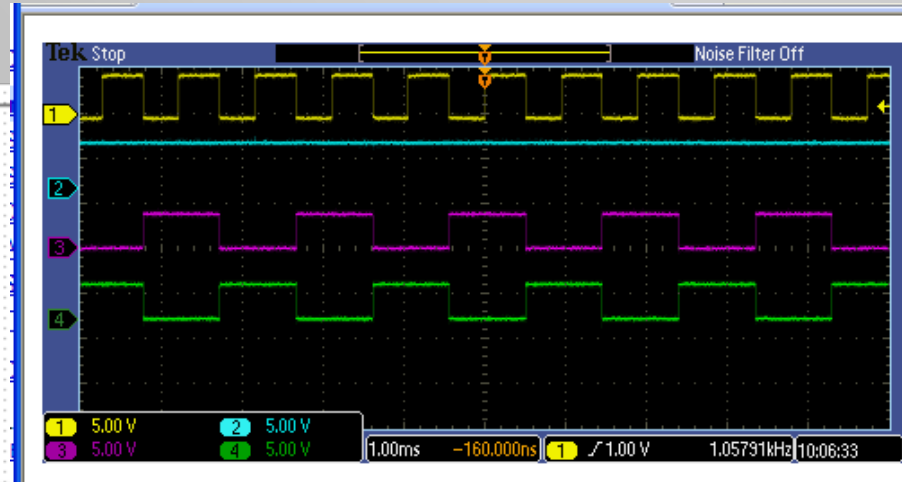 Tek Stop Noise Filter Off
T
T
1
2
3
4
1 5.00 V 2 5.00 V
3 5.00 V 4 5.00 V
1.00ms -160.000ns 1 1.00 V 1.05791kHz 10:06:33